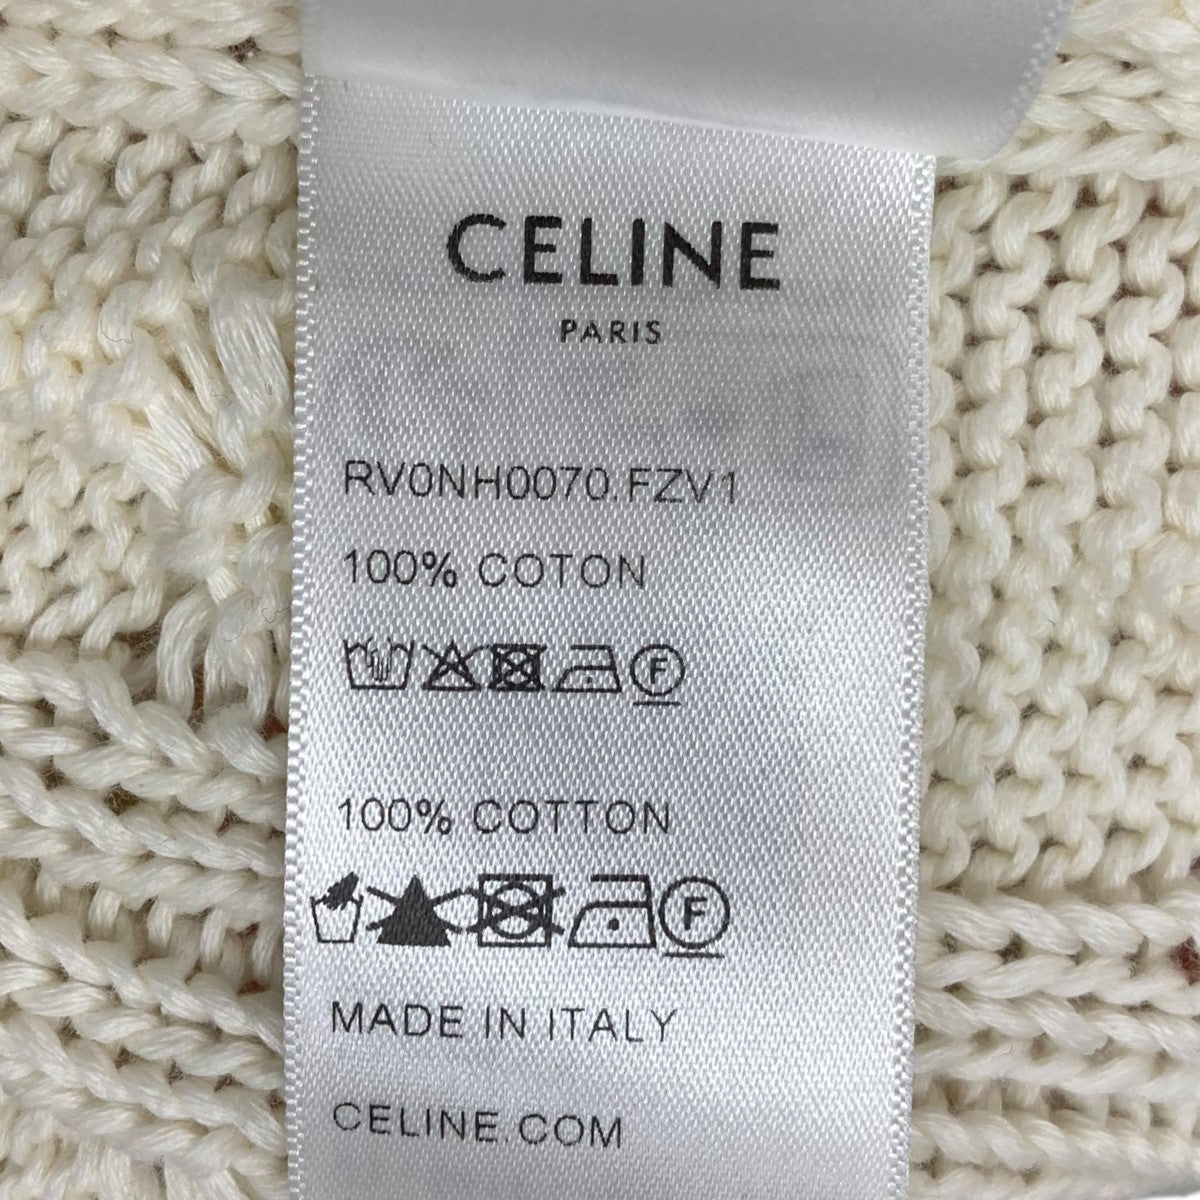 CELINE
PARIS
RV0NH0070.FZV1
100% COTON
F
100% COTTON
F
MADE IN ITALY
CELINE.COM